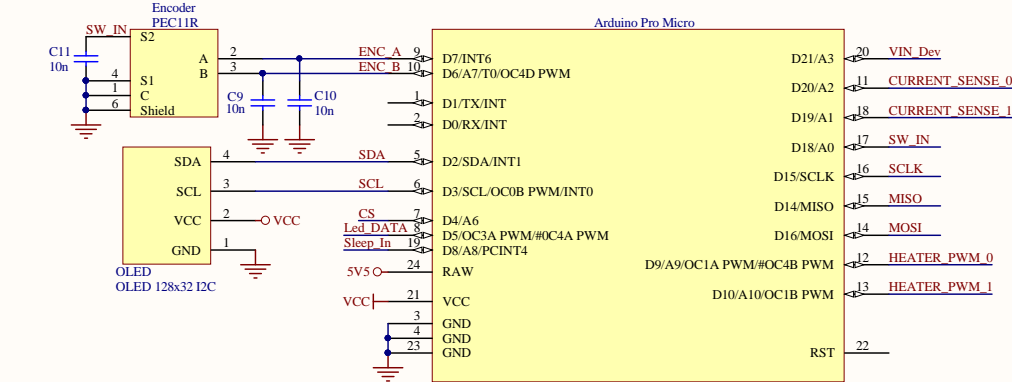 Encoder
PEC11R
SW_IN
S2
C11
10n
A 2 ENC_A 9 D7/INT6
B 3 ENC_B 10 D6/A7/T0/OC4D PWM
4 S1
1 C
6 Shield
C9
10n
C10
10n
1 D1/TX/INT
2 D0/RX/INT
SDA 4 SDA 5 D2/SDA/INT1
SCL 3 SCL 6 D3/SCL/OC0B PWM/INT0
VCC 2 VCC
GND 1
OLED
OLED 128x32 I2C
CS 7 D4/A6
Led_DATA 8 D5/OC3A PWM/#0C4A PWM
Sleep_In 19 D8/A8/PCINT4
5V5 24 RAW
VCC 21 VCC
3 GND
4 GND
23 GND
Arduino Pro Micro
D21/A3 20 VIN_Dev
D20/A2 11 CURRENT_SENSE_0
D19/A1 18 CURRENT_SENSE_1
D18/A0 17 SW_IN
D15/SCLK 16 SCLK
D14/MISO 15 MISO
D16/MOSI 14 MOSI
D9/A9/OC1A PWM/#OC4B PWM 12 HEATER_PWM_0
D10/A10/OC1B PWM 13 HEATER_PWM_1
RST 22